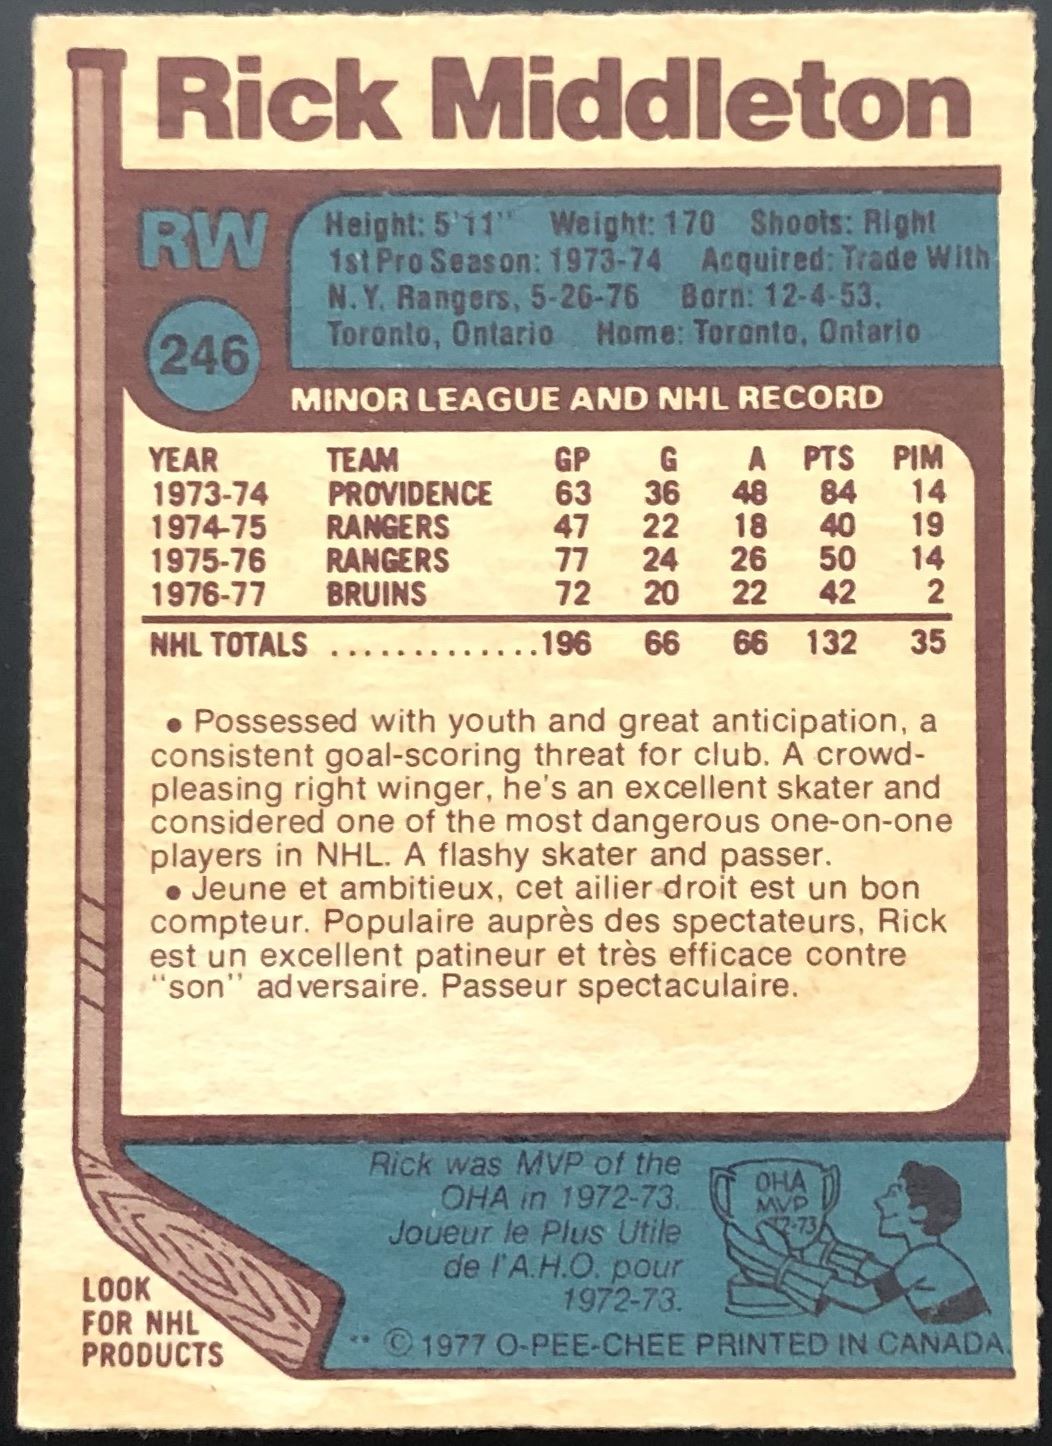 Rick Middleton
RW
246
Height: 5'11" Weight: 170 Shoots: Right
1st Pro Season: 1973-74 Acquired: Trade With
N.Y. Rangers, 5-26-76 Born: 12-4-53,
Toronto, Ontario Home: Toronto, Ontario
MINOR LEAGUE AND NHL RECORD
YEAR TEAM GP G A PTS PIM
1973-74 PROVIDENCE 63 36 48 84 14
1974-75 RANGERS 47 22 18 40 19
1975-76 RANGERS 77 24 26 50 14
1976-77 BRUINS 72 20 22 42 2
NHL TOTALS ..............196 66 66 132 35
• Possessed with youth and great anticipation, a
consistent goal-scoring threat for club. A crowd-
pleasing right winger, he's an excellent skater and
considered one of the most dangerous one-on-one
players in NHL. A flashy skater and passer.
• Jeune et ambitieux, cet ailier droit est un bon
compteur. Populaire auprès des spectateurs, Rick
est un excellent patineur et très efficace contre
"son" adversaire. Passeur spectaculaire.
Rick was MVP of the
OHA in 1972-73.
Joueur le Plus Utile
de l'A.H.O. pour
1972-73.
OHA
MVP
72-73
LOOK
FOR NHL
PRODUCTS
** © 1977 O-PEE-CHEE PRINTED IN CANADA.